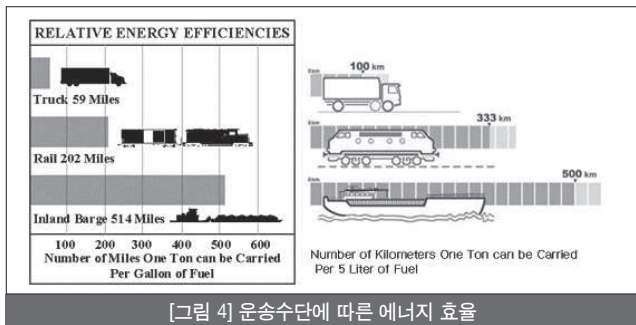 RELATIVE ENERGY EFFICIENCIES
Truck 59 Miles
Rail 202 Miles
Inland Barge 514 Miles
100 200 300 400 500 600
Number of Miles One Ton can be Carried
Per Gallon of Fuel
100 km
333 km
500 km
Number of Kilometers One Ton can be Carried
Per 5 Liter of Fuel
[그림 4] 운송수단에 따른 에너지 효율